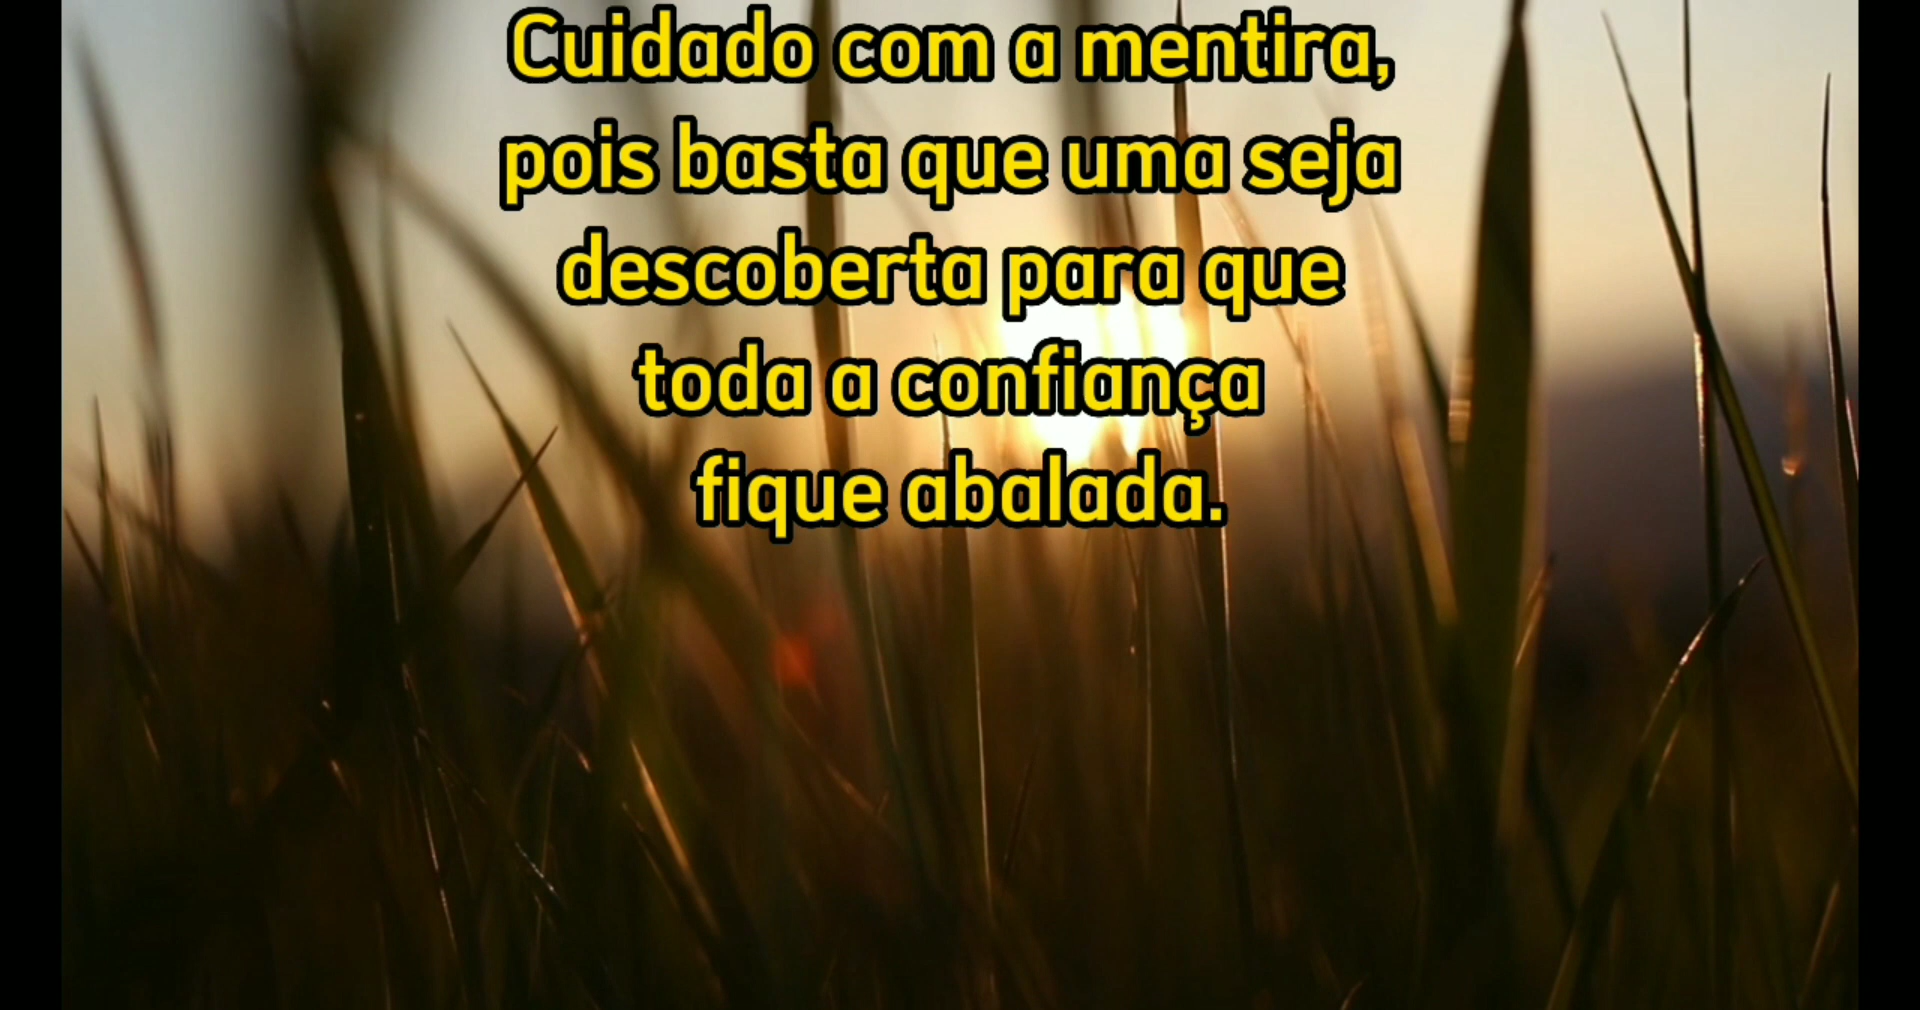 Cuidado com a mentira,
pois basta que uma seja
descoberta para que
toda a confiança
fique abalada.